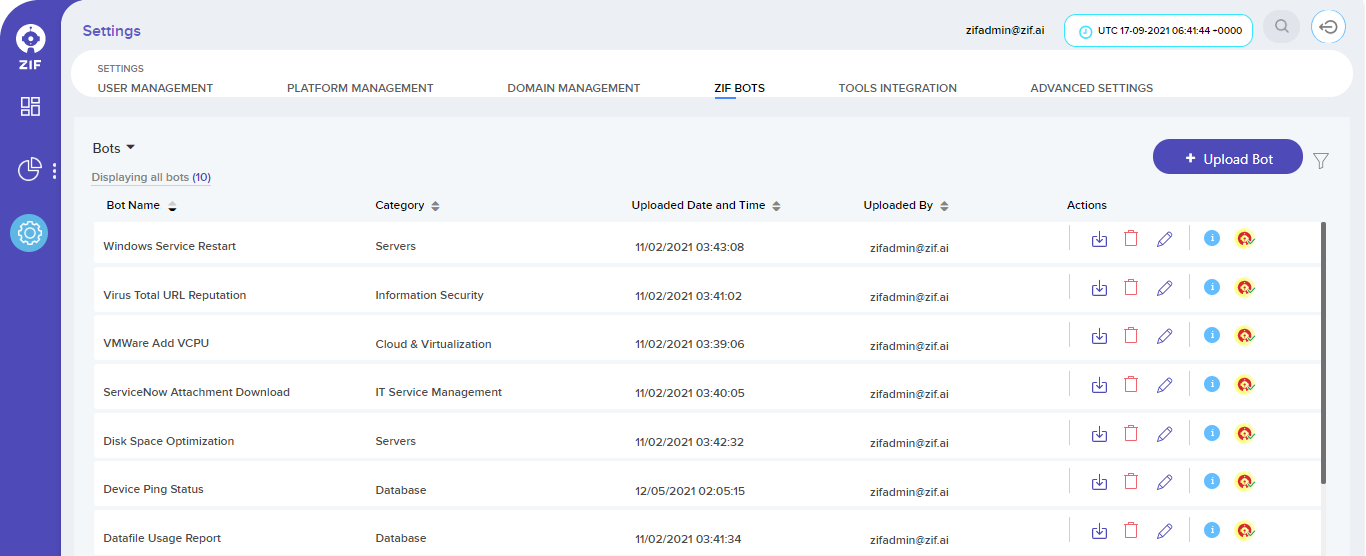 ZIF
Settings
zifadmin@zif.ai
UTC 17-09-2021 06:41:44 +0000
SETTINGS
USER MANAGEMENT PLATFORM MANAGEMENT DOMAIN MANAGEMENT ZIF BOTS TOOLS INTEGRATION ADVANCED SETTINGS
Bots
+ Upload Bot
Displaying all bots (10)
Bot Name Category Uploaded Date and Time Uploaded By Actions
Windows Service Restart Servers 11/02/2021 03:43:08 zifadmin@zif.ai
Virus Total URL Reputation Information Security 11/02/2021 03:41:02 zifadmin@zif.ai
VMWare Add VCPU Cloud & Virtualization 11/02/2021 03:39:06 zifadmin@zif.ai
ServiceNow Attachment Download IT Service Management 11/02/2021 03:40:05 zifadmin@zif.ai
Disk Space Optimization Servers 11/02/2021 03:42:32 zifadmin@zif.ai
Device Ping Status Database 12/05/2021 02:05:15 zifadmin@zif.ai
Datafile Usage Report Database 11/02/2021 03:41:34 zifadmin@zif.ai